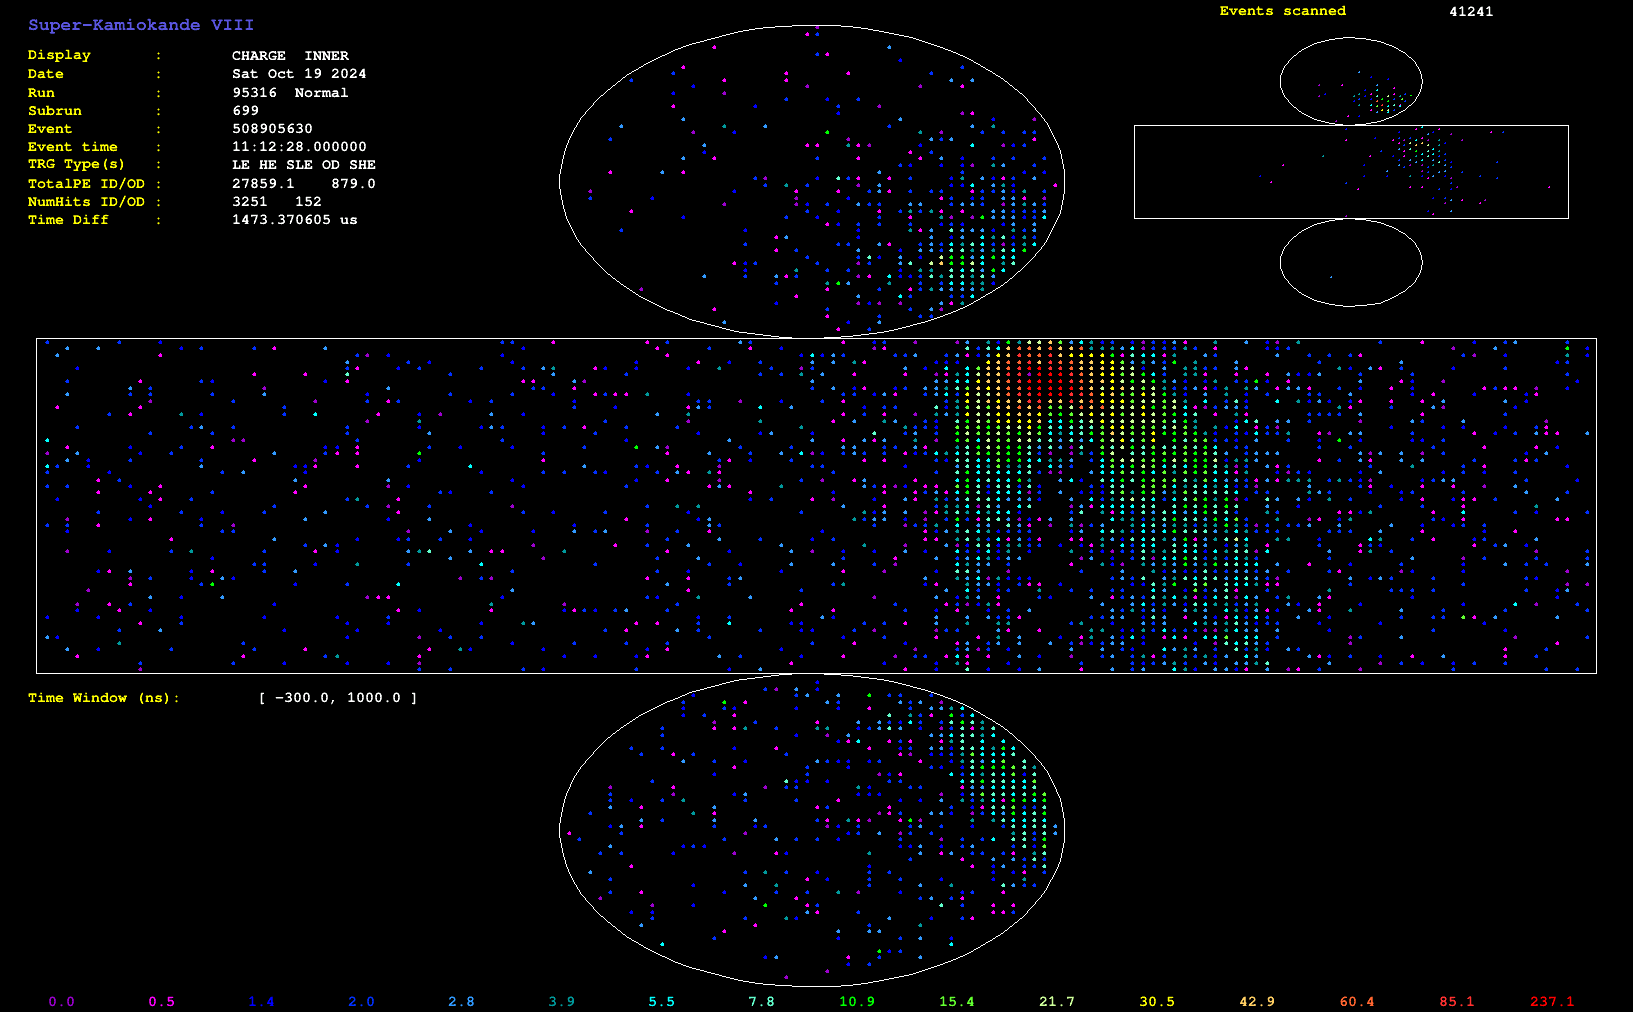 Super-Kamiokande VIII
Events scanned 41241
Display : CHARGE INNER
Date : Sat Oct 19 2024
Run : 95316 Normal
Subrun : 699
Event : 508905630
Event time : 11:12:28.000000
TRG Type(s) : LE HE SLE OD SHE
TotalPE ID/OD : 27859.1 879.0
NumHits ID/OD : 3251 152
Time Diff : 1473.370605 us
Time Window (ns): [ −300.0, 1000.0 ]
0.0 0.5 1.4 2.0 2.8 3.9 5.5 7.8 10.9 15.4 21.7 30.5 42.9 60.4 85.1 237.1